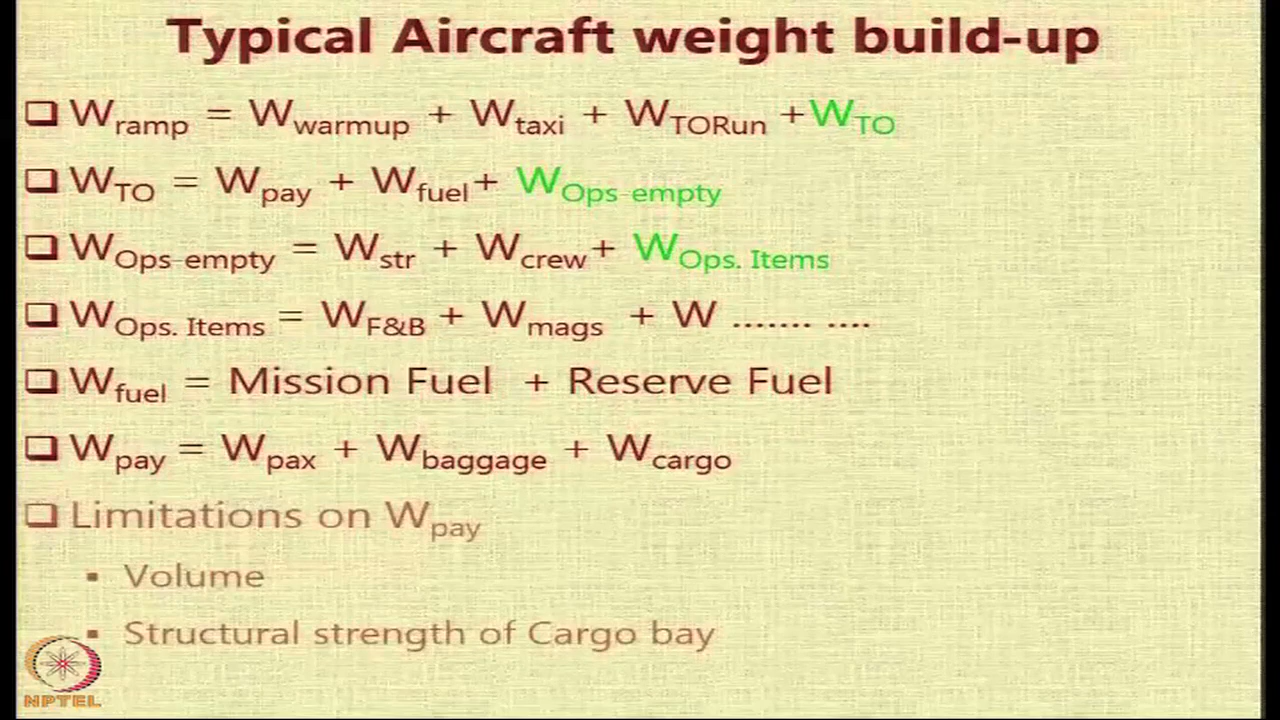 Typical Aircraft weight build-up
❑ W_ramp = W_warmup + W_taxi + W_TORun + W_TO
❑ W_TO = W_pay + W_fuel + W_Ops-empty
❑ W_Ops-empty = W_str + W_crew + W_Ops. Items
❑ W_Ops. Items = W_F&B + W_mags + W ....... ....
❑ W_fuel = Mission Fuel + Reserve Fuel
❑ W_pay = W_pax + W_baggage + W_cargo
❑ Limitations on W_pay
▪ Volume
▪ Structural strength of Cargo bay
NPTEL